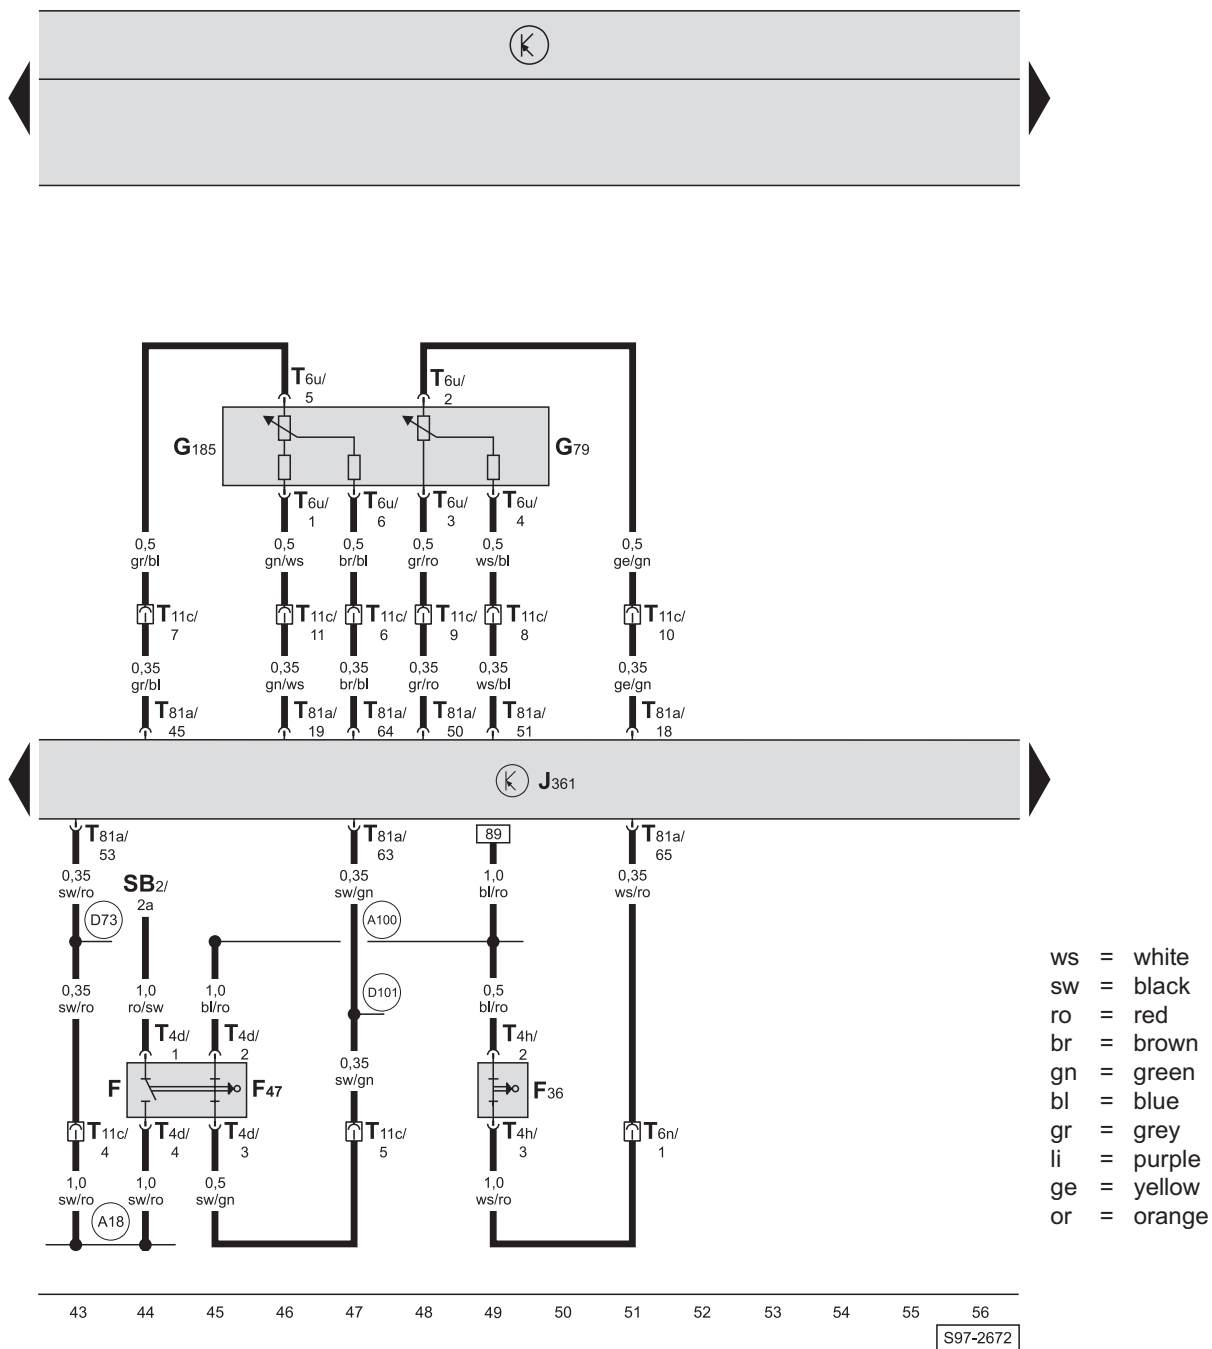 T6u/ T6u/
5 2
G185 G79
T6u/ T6u/ T6u/ T6u/
1 6 3 4
0,5 0,5 0,5 0,5 0,5 0,5
gr/bl gn/ws br/bl gr/ro ws/bl ge/gn
T11c/ T11c/ T11c/ T11c/ T11c/ T11c/
7 11 6 9 8 10
0,35 0,35 0,35 0,35 0,35 0,35
gr/bl gn/ws br/bl gr/ro ws/bl ge/gn
T81a/ T81a/ T81a/ T81a/ T81a/ T81a/
45 19 64 50 51 18
J361
T81a/ T81a/ 89 T81a/
53 63 65
0,35 SB2/ 0,35 1,0 0,35
sw/ro 2a sw/gn bl/ro ws/ro
D73 A100
ws = white
sw = black
ro = red
br = brown
gn = green
bl = blue
gr = grey
li = purple
ge = yellow
or = orange
0,35 1,0 1,0 D101 0,5
sw/ro ro/sw bl/ro bl/ro
T4d/ T4d/ T4h/
1 2 2
0,35
sw/gn
F F47 F36
T11c/ T4d/ T4d/ T11c/ T4h/ T6n/
4 4 3 5 3 1
1,0 1,0 0,5 1,0
sw/ro sw/ro sw/gn ws/ro
A18
43 44 45 46 47 48 49 50 51 52 53 54 55 56
S97-2672